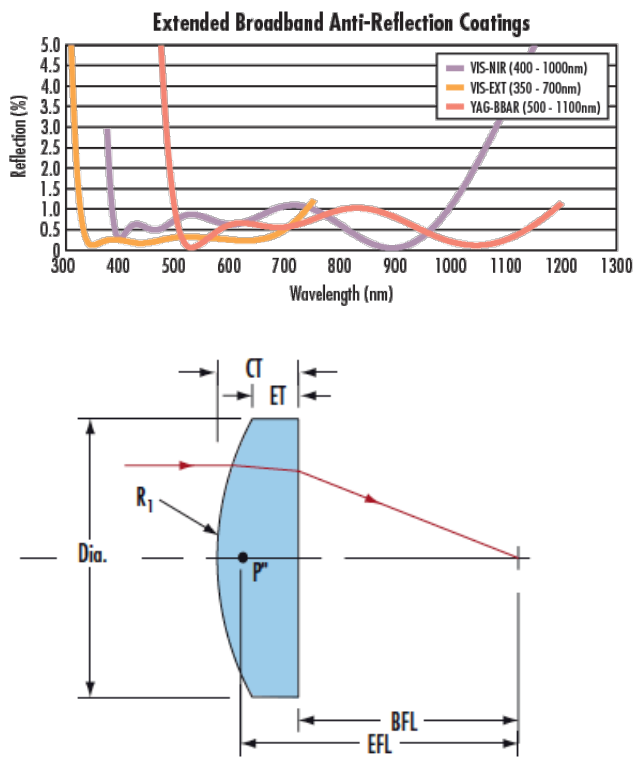 Extended Broadband Anti-Reflection Coatings
Reflection (%)
5.0
4.5
4.0
3.5
3.0
2.5
2.0
1.5
1.0
0.5
0
VIS-NIR (400 - 1000nm)
VIS-EXT (350 - 700nm)
YAG-BBAR (500 - 1100nm)
300 400 500 600 700 800 900 1000 1100 1200 1300
Wavelength (nm)
CT
ET
R1
Dia.
P"
BFL
EFL